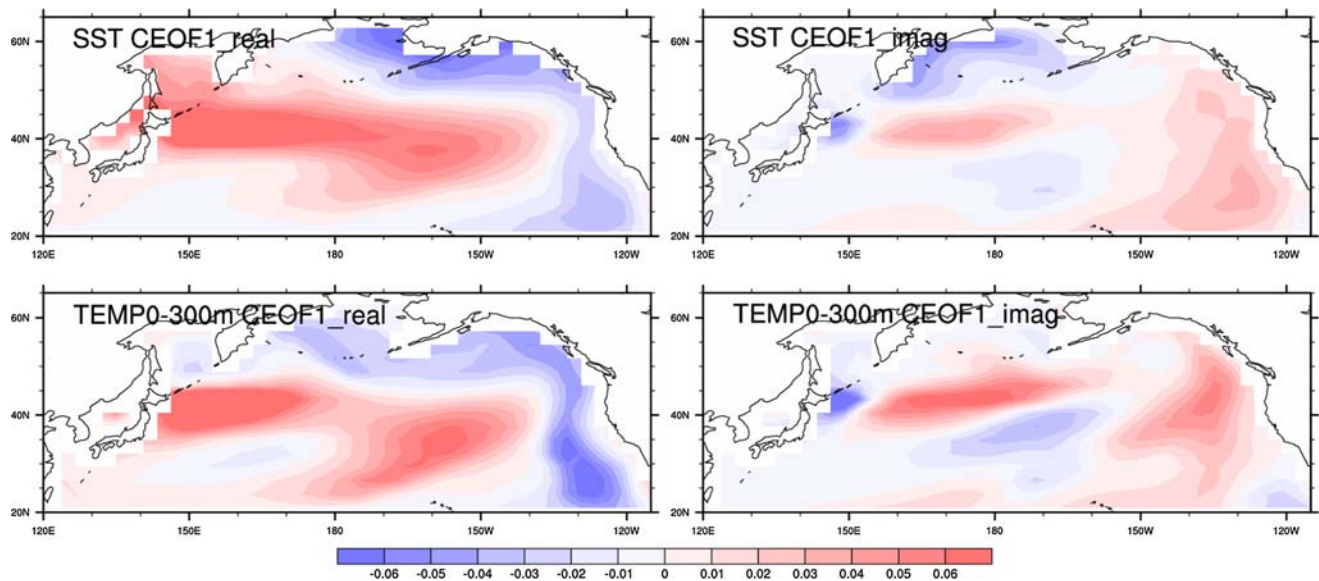 SST CEOF1_real
60N
40N
20N
120E 150E 180 150W 120W
SST CEOF1_imag
60N
40N
20N
120E 150E 180 150W 120W
TEMP0-300m CEOF1_real
60N
40N
20N
120E 150E 180 150W 120W
TEMP0-300m CEOF1_imag
60N
40N
20N
120E 150E 180 150W 120W
-0.06 -0.05 -0.04 -0.03 -0.02 -0.01 0 0.01 0.02 0.03 0.04 0.05 0.06